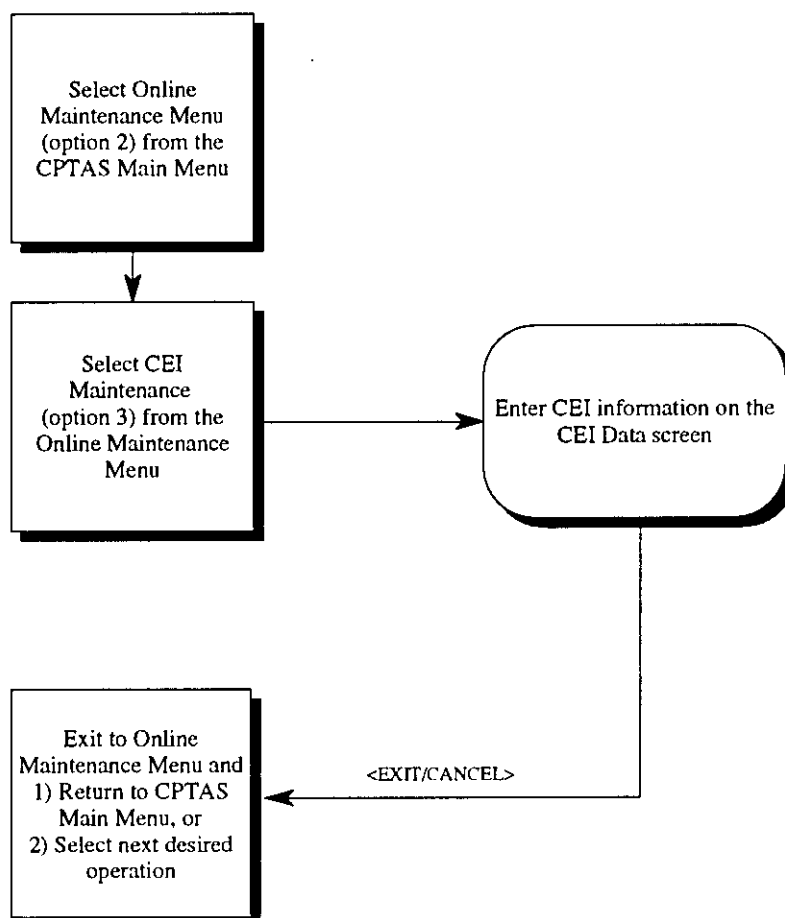 Select Online
Maintenance Menu
(option 2) from the
CPTAS Main Menu
Select CEI
Maintenance
(option 3) from the
Online Maintenance
Menu
Enter CEI information on the
CEI Data screen
Exit to Online
Maintenance Menu and
1) Return to CPTAS
Main Menu, or
2) Select next desired
operation
<EXIT/CANCEL>